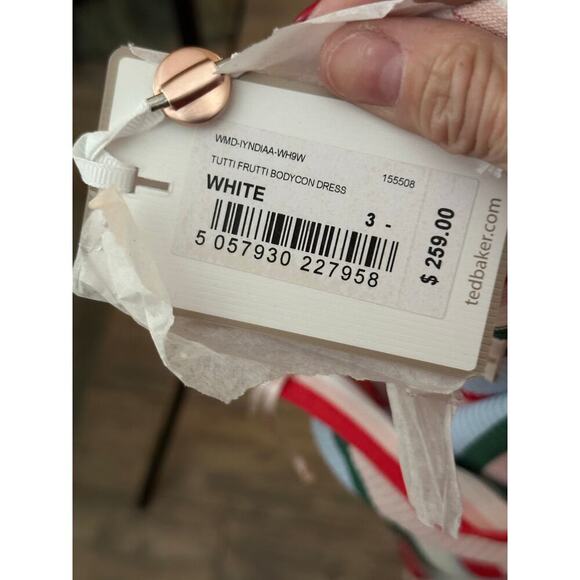 WMD-IYNDIAA-WH9W
TUTTI FRUTTI BODYCON DRESS 155508
WHITE
3 -
5 057930 227958
$ 259.00
tedbaker.com